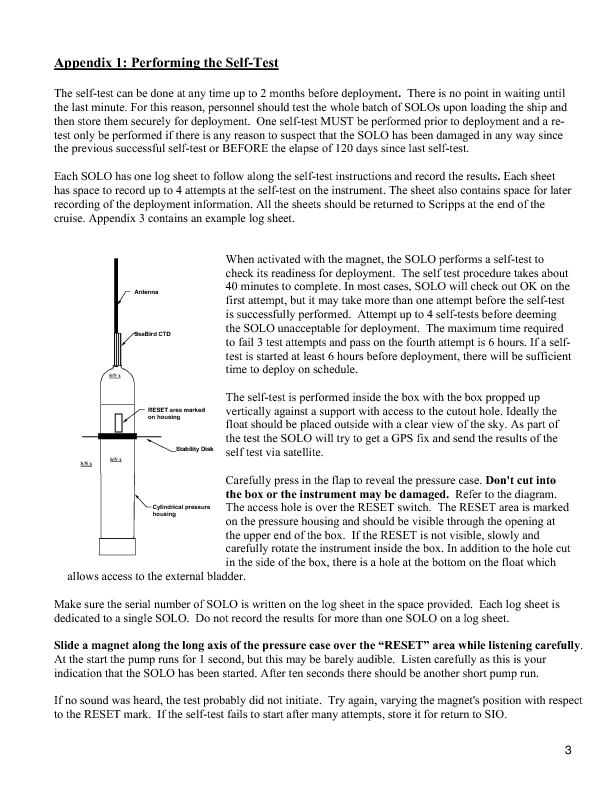 Appendix 1: Performing the Self-Test
The self-test can be done at any time up to 2 months before deployment. There is no point in waiting until
the last minute. For this reason, personnel should test the whole batch of SOLOs upon loading the ship and
then store them securely for deployment. One self-test MUST be performed prior to deployment and a re-
test only be performed if there is any reason to suspect that the SOLO has been damaged in any way since
the previous successful self-test or BEFORE the elapse of 120 days since last self-test.
Each SOLO has one log sheet to follow along the self-test instructions and record the results. Each sheet
has space to record up to 4 attempts at the self-test on the instrument. The sheet also contains space for later
recording of the deployment information. All the sheets should be returned to Scripps at the end of the
cruise. Appendix 3 contains an example log sheet.
Antenna
SeaBird CTD
S/N x
RESET area marked
on housing
Stability Disk
S/N x
S/N x
Cylindrical pressure
housing
When activated with the magnet, the SOLO performs a self-test to
check its readiness for deployment. The self test procedure takes about
40 minutes to complete. In most cases, SOLO will check out OK on the
first attempt, but it may take more than one attempt before the self-test
is successfully performed. Attempt up to 4 self-tests before deeming
the SOLO unacceptable for deployment. The maximum time required
to fail 3 test attempts and pass on the fourth attempt is 6 hours. If a self-
test is started at least 6 hours before deployment, there will be sufficient
time to deploy on schedule.
The self-test is performed inside the box with the box propped up
vertically against a support with access to the cutout hole. Ideally the
float should be placed outside with a clear view of the sky. As part of
the test the SOLO will try to get a GPS fix and send the results of the
self test via satellite.
Carefully press in the flap to reveal the pressure case. Don't cut into
the box or the instrument may be damaged. Refer to the diagram.
The access hole is over the RESET switch. The RESET area is marked
on the pressure housing and should be visible through the opening at
the upper end of the box. If the RESET is not visible, slowly and
carefully rotate the instrument inside the box. In addition to the hole cut
in the side of the box, there is a hole at the bottom on the float which
allows access to the external bladder.
Make sure the serial number of SOLO is written on the log sheet in the space provided. Each log sheet is
dedicated to a single SOLO. Do not record the results for more than one SOLO on a log sheet.
Slide a magnet along the long axis of the pressure case over the “RESET” area while listening carefully.
At the start the pump runs for 1 second, but this may be barely audible. Listen carefully as this is your
indication that the SOLO has been started. After ten seconds there should be another short pump run.
If no sound was heard, the test probably did not initiate. Try again, varying the magnet's position with respect
to the RESET mark. If the self-test fails to start after many attempts, store it for return to SIO.
3